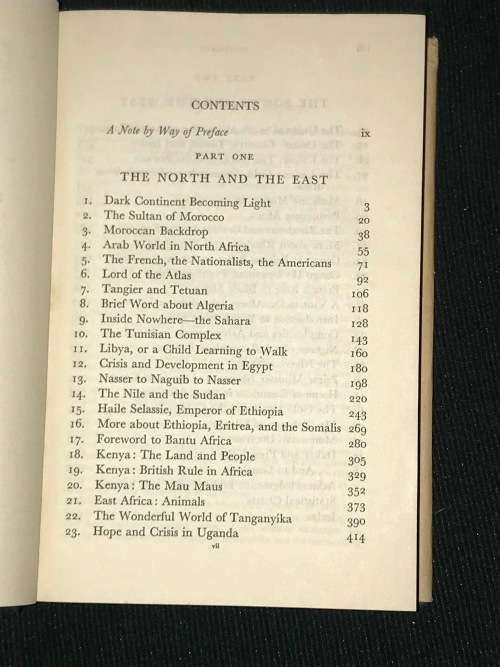 CONTENTS
A Note by Way of Preface ix
PART ONE
THE NORTH AND THE EAST
1. Dark Continent Becoming Light 3
2. The Sultan of Morocco 20
3. Moroccan Backdrop 38
4. Arab World in North Africa 55
5. The French, the Nationalists, the Americans 71
6. Lord of the Atlas 92
7. Tangier and Tetuan 106
8. Brief Word about Algeria 118
9. Inside Nowhere—the Sahara 128
10. The Tunisian Complex 143
11. Libya, or a Child Learning to Walk 160
12. Crisis and Development in Egypt 180
13. Nasser to Naguib to Nasser 198
14. The Nile and the Sudan 220
15. Haile Selassie, Emperor of Ethiopia 243
16. More about Ethiopia, Eritrea, and the Somalis 269
17. Foreword to Bantu Africa 280
18. Kenya: The Land and People 305
19. Kenya: British Rule in Africa 329
20. Kenya: The Mau Maus 352
21. East Africa: Animals 373
22. The Wonderful World of Tanganyika 390
23. Hope and Crisis in Uganda 414
vii